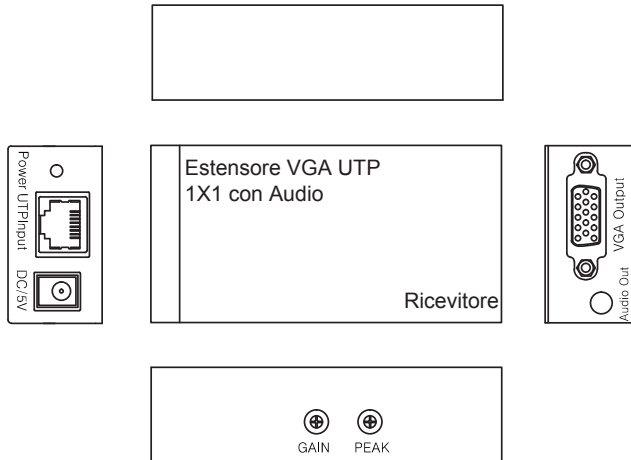 Power UTPInput
DC/5V
Estensore VGA UTP
1X1 con Audio
Ricevitore
VGA Output
Audio Out
GAIN PEAK